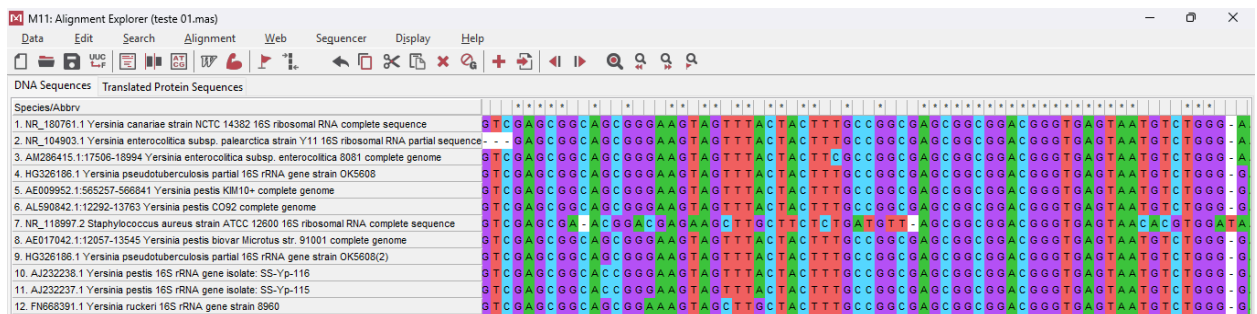 M11: Alignment Explorer (teste 01.mas)
Data Edit Search Alignment Web Sequencer Display Help
DNA Sequences Translated Protein Sequences
Species/Abbrv
1. NR_180761.1 Yersinia canariae strain NCTC 14382 16S ribosomal RNA complete sequence G T C G A G C G G C A G C G G G A A G T A G T T T A C T A C T T T G C C G G C G A G C G G C G G A C G G G T G A G T A A T G T C T G G G - A
2. NR_104903.1 Yersinia enterocolitica subsp. palearctica strain Y11 16S ribosomal RNA partial sequence - - - G A G C G G C A G C G G G A A G T A G T T T A C T A C T T T G C C G G C G A G C G G C G G A C G G G T G A G T A A T G T C T G G G - A
3. AM286415.1:17506-18994 Yersinia enterocolitica subsp. enterocolitica 8081 complete genome G T C G A G C G G C A G C G G G A A G T A G T T T A C T A C T T C G C C G G C G A G C G G C G G A C G G G T G A G T A A T G T C T G G G - A
4. HG326186.1 Yersinia pseudotuberculosis partial 16S rRNA gene strain OK5608 G T C G A G C G G C A G C G G G A A G T A G T T T A C T A C T T T G C C G G C G A G C G G C G G A C G G G T G A G T A A T G T C T G G G - G
5. AE009952.1:565257-566841 Yersinia pestis KIM10+ complete genome G T C G A G C G G C A G C G G G A A G T A G T T T A C T A C T T T G C C G G C G A G C G G C G G A C G G G T G A G T A A T G T C T G G G - G
6. AL590842.1:12292-13763 Yersinia pestis CO92 complete genome G T C G A G C G G C A G C G G G A A G T A G T T T A C T A C T T T G C C G G C G A G C G G C G G A C G G G T G A G T A A T G T C T G G G - G
7. NR_118997.2 Staphylococcus aureus strain ATCC 12600 16S ribosomal RNA complete sequence G T C G A G C G A - A C G G A C G A G A A G C T T G C T T C T C T G A T G T T - A G C G G C G G A C G G G T G A G T A A C A C G T G G A T A
8. AE017042.1:12057-13545 Yersinia pestis biovar Microtus str. 91001 complete genome G T C G A G C G G C A G C G G G A A G T A G T T T A C T A C T T T G C C G G C G A G C G G C G G A C G G G T G A G T A A T G T C T G G G - G
9. HG326186.1 Yersinia pseudotuberculosis partial 16S rRNA gene strain OK5608(2) G T C G A G C G G C A G C G G G A A G T A G T T T A C T A C T T T G C C G G C G A G C G G C G G A C G G G T G A G T A A T G T C T G G G - G
10. AJ232238.1 Yersinia pestis 16S rRNA gene isolate: SS-Yp-116 G T C G A G C G G C A C C G G G A A G T A G T T T A C T A C T T T G C C G G C G A G C G G C G G A C G G G T G A G T A A T G T C T G G G - G
11. AJ232237.1 Yersinia pestis 16S rRNA gene isolate: SS-Yp-115 G T C G A G C G G C A C C G G G A A G T A G T T T A C T A C T T T G C C G G C G A G C G G C G G A C G G G T G A G T A A T G T C T G G G - G
12. FN668391.1 Yersinia ruckeri 16S rRNA gene strain 8960 G T C G A G C G G C A G C G G A A A G T A G C T T G C T A C T T T G C C G G C G A G C G G C G G A C G G G T G A G T A A T G T C T G G G - G